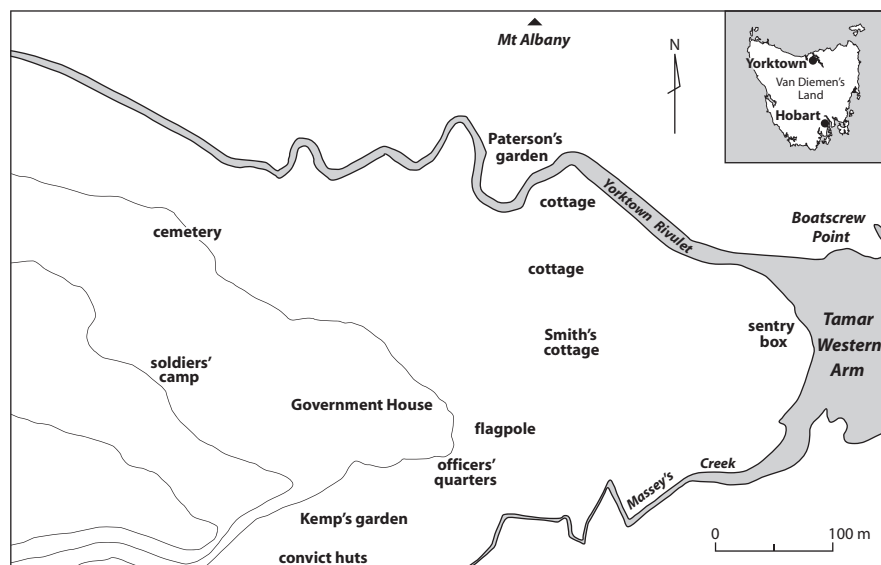 Mt Albany
N
Yorktown
Van Diemen's
Land
Hobart
Paterson's
garden
Yorktown Rivulet
cottage
Boatscrew
Point
cemetery
cottage
Smith's
cottage
sentry
box
Tamar
Western
Arm
soldiers'
camp
Government House
flagpole
officers'
quarters
Massey's Creek
Kemp's garden
convict huts
0 100 m